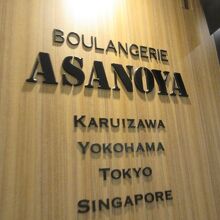 BOULANGERIE
ASANOYA
KARUIZAWA
YOKOHAMA
TOKYO
SINGAPORE